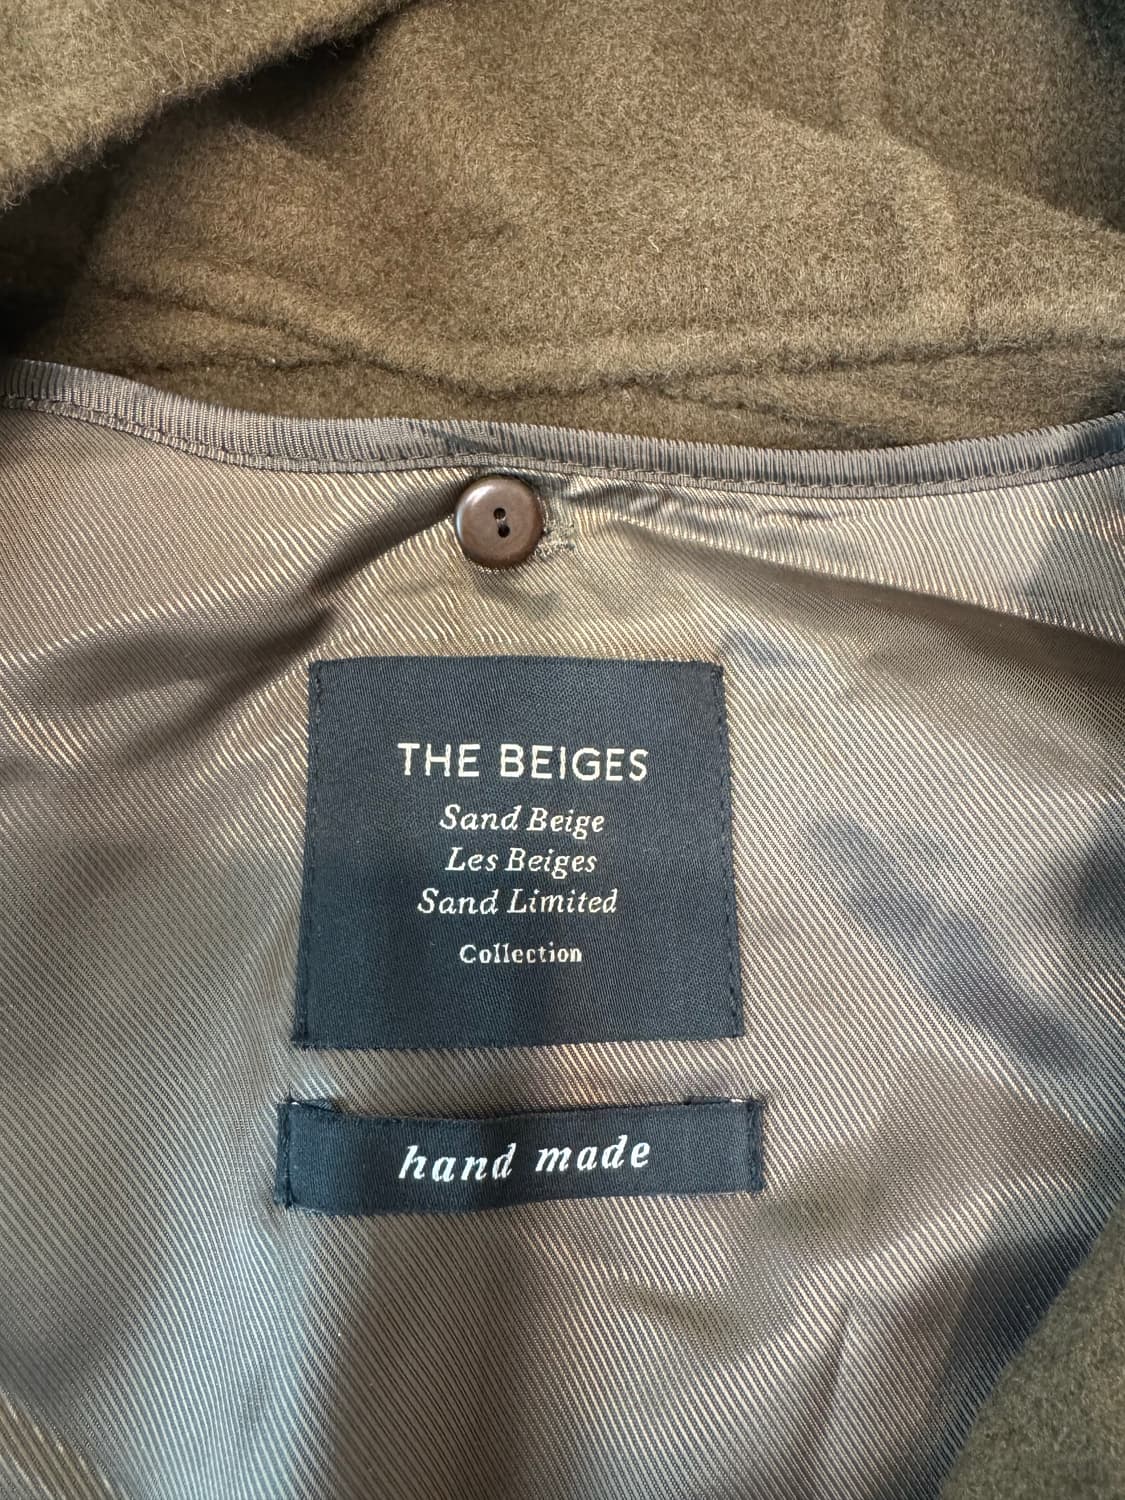 THE BEIGES
Sand Beige
Les Beiges
Sand Limited
Collection
hand made